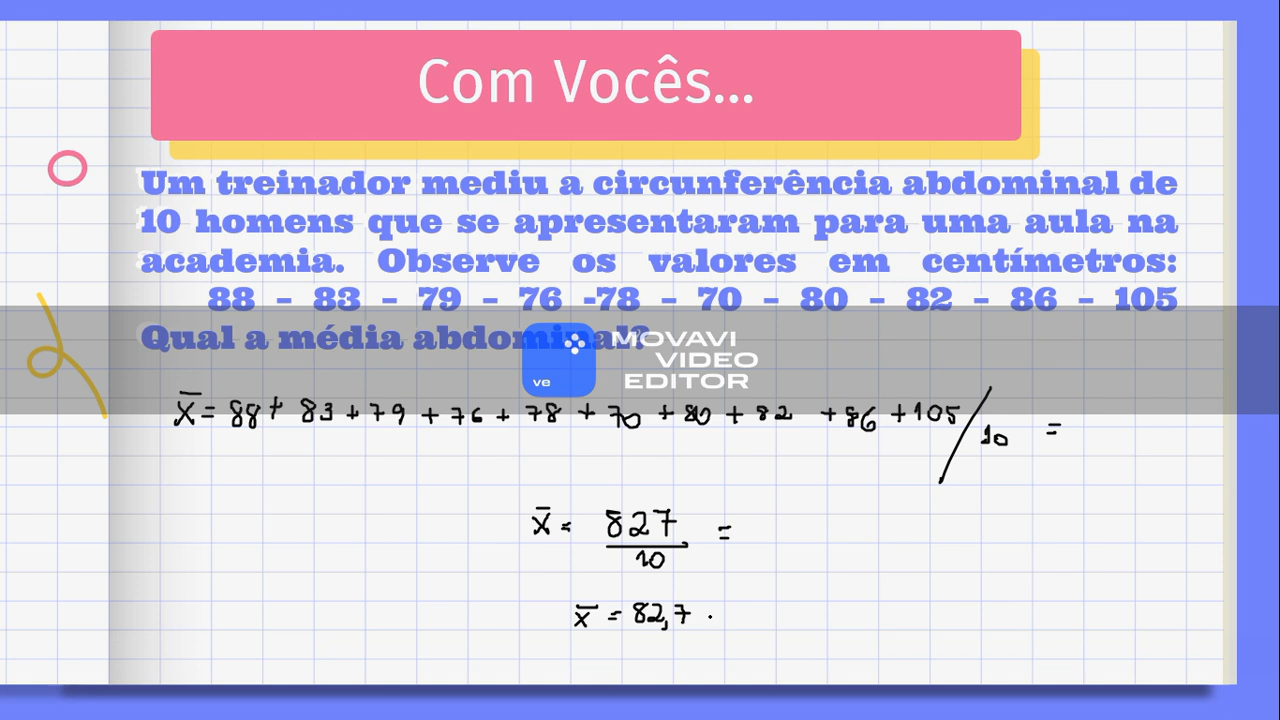 Com Vocês...
Um treinador mediu a circunferência abdominal de
10 homens que se apresentaram para uma aula na
academia. Observe os valores em centímetros:
88 - 83 - 79 - 76 -78 - 70 - 80 - 82 - 86 - 105
Qual a média abdominal?
MOVAVI
VIDEO
EDITOR
ve
x̄ = 88 + 83 + 79 + 76 + 78 + 70 + 80 + 82 + 86 + 105 / 10 =
x̄ = 827 =
10
x̄ = 82,7 .